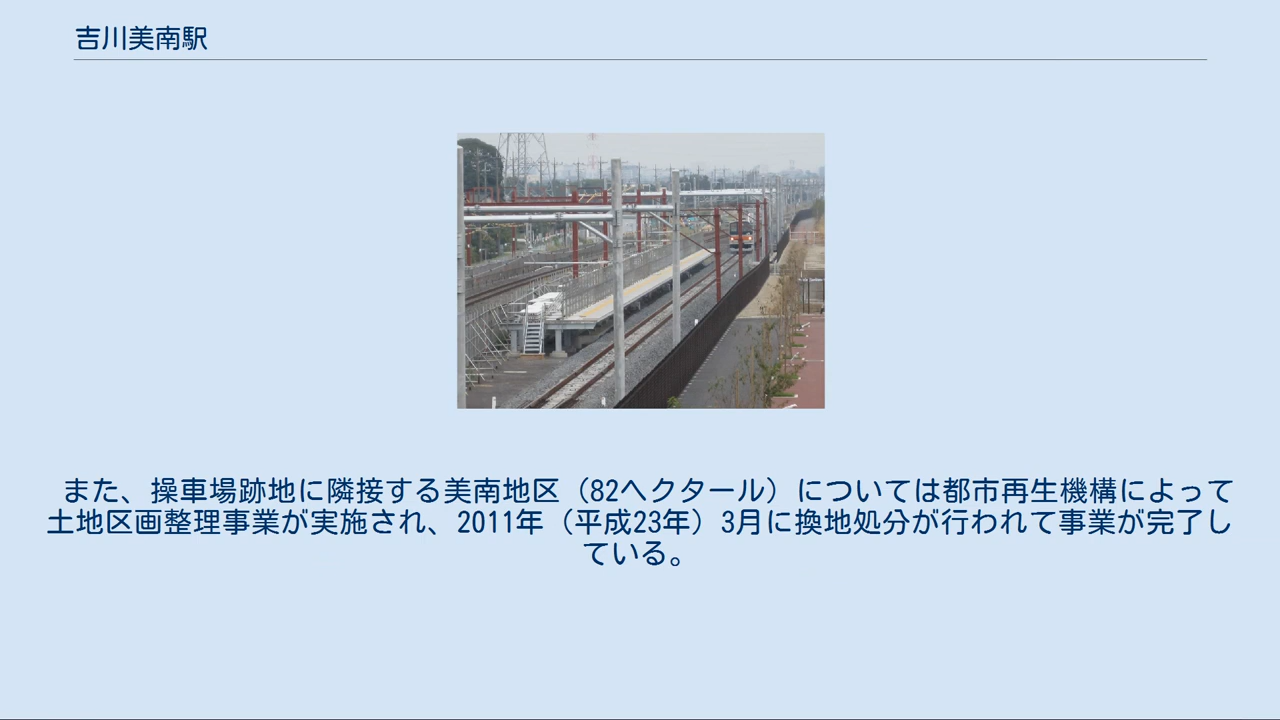 吉川美南駅
また、操車場跡地に隣接する美南地区（82ヘクタール）については都市再生機構によって
土地区画整理事業が実施され、2011年（平成23年）3月に換地処分が行われて事業が完了し
ている。